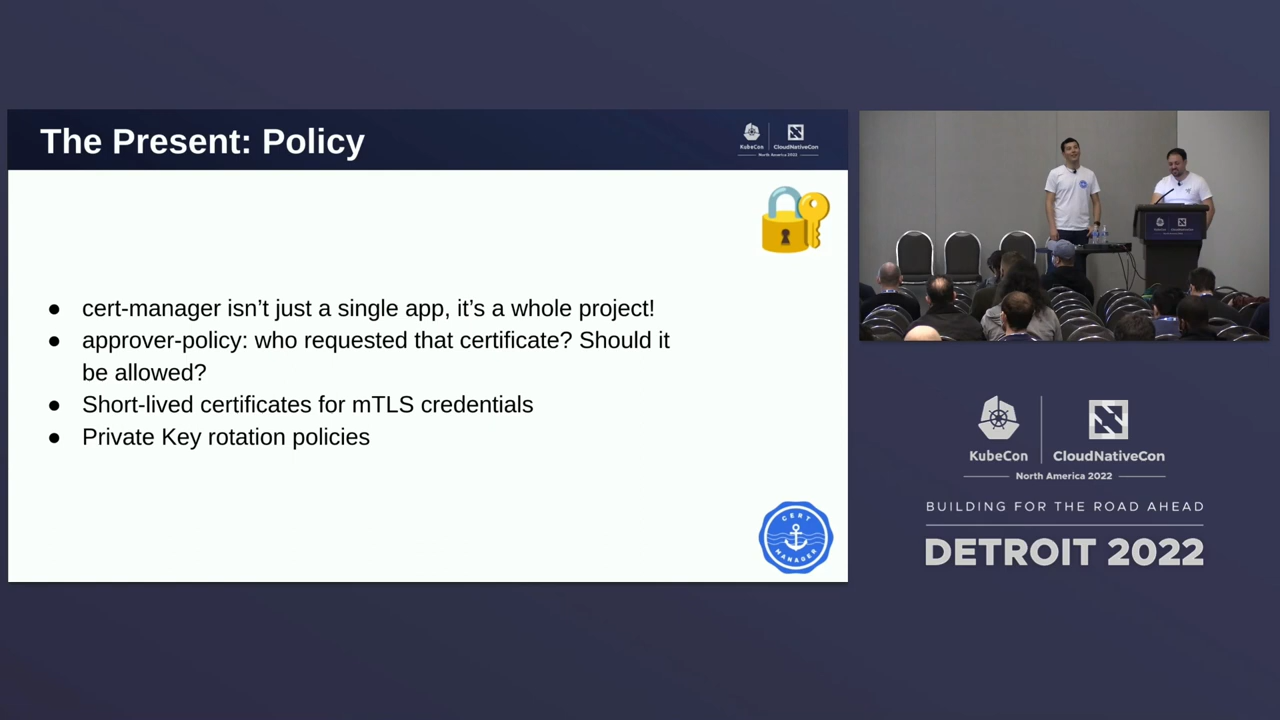 The Present: Policy
KubeCon
CloudNativeCon
North America 2022
● cert-manager isn’t just a single app, it’s a whole project!
● approver-policy: who requested that certificate? Should it
be allowed?
● Short-lived certificates for mTLS credentials
● Private Key rotation policies
CERT
MANAGER
KubeCon
CloudNativeCon
North America 2022
BUILDING FOR THE ROAD AHEAD
DETROIT 2022